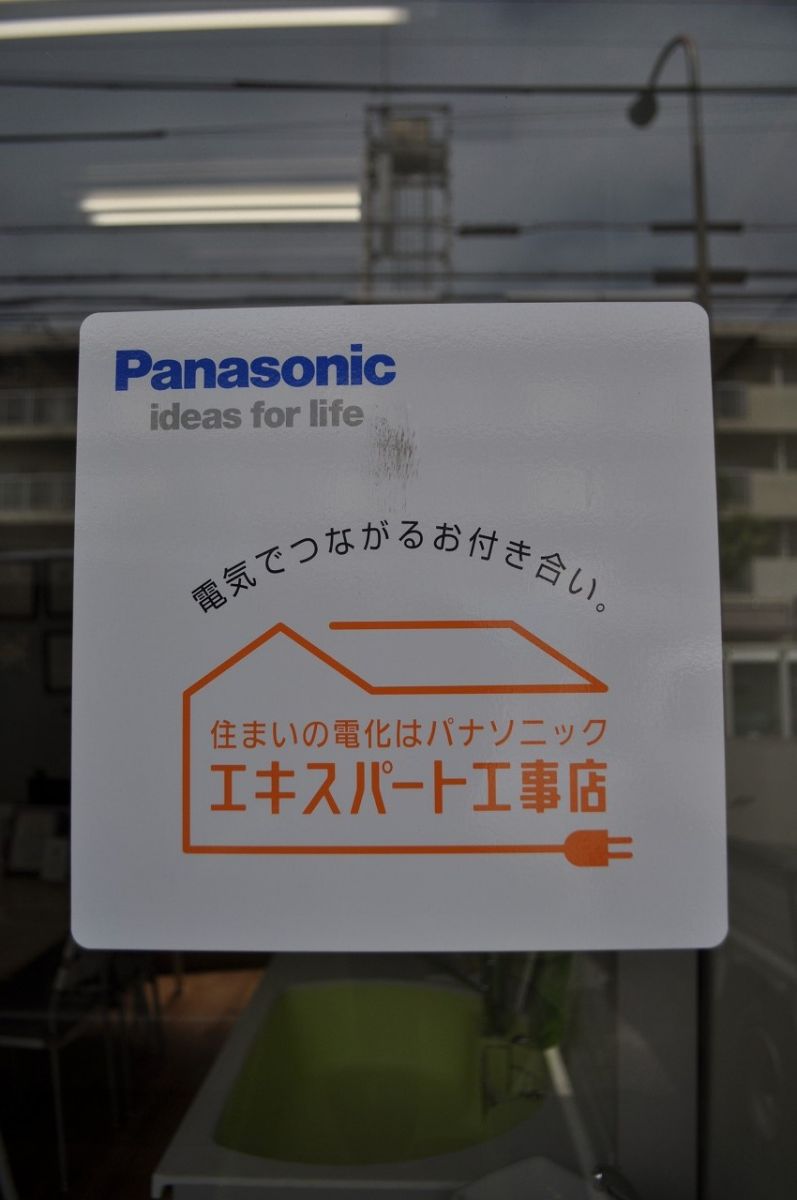 Panasonic
ideas for life
電気でつながるお付き合い。
住まいの電化はパナソニック
エキスパート工事店